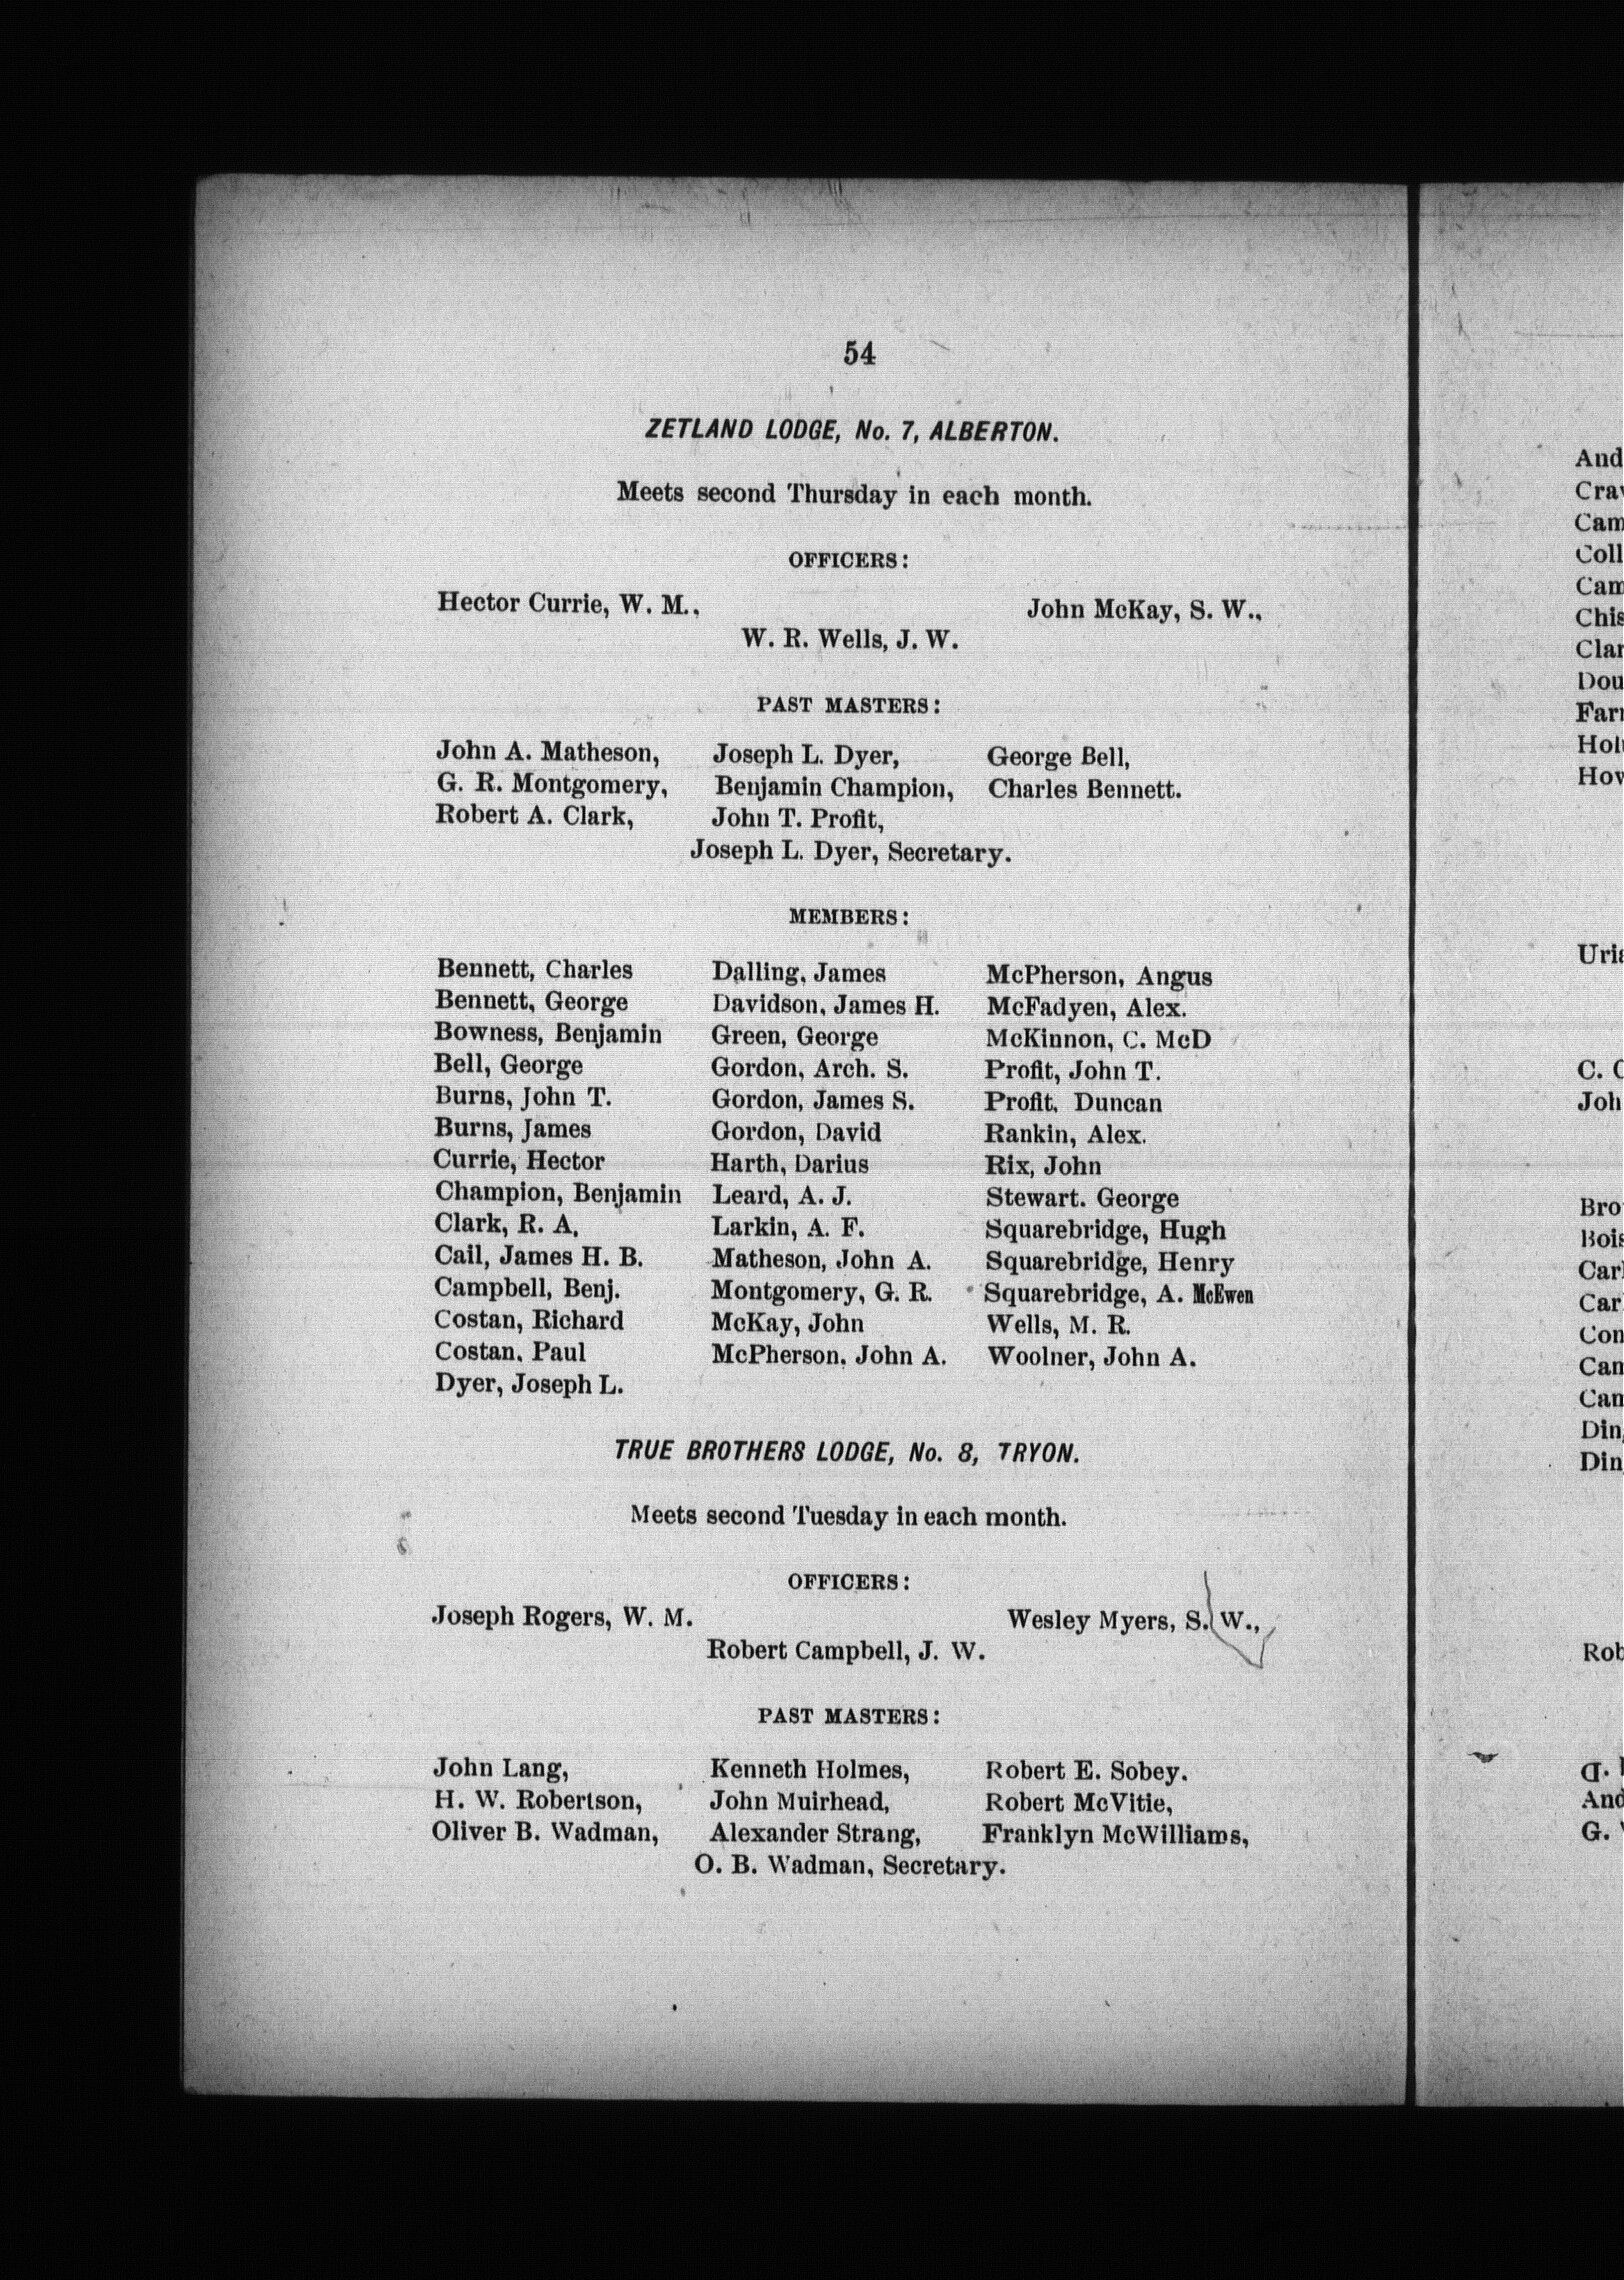 54
ZETLAND LODGE, No. 7, ALBERTON.
Meets second Thursday in each month.
OFFICERS:
Hector Currie, W. M., John McKay, S. W.,
W. R. Wells, J. W.
PAST MASTERS:
John A. Matheson, Joseph L. Dyer, George Bell,
G. R. Montgomery, Benjamin Champion, Charles Bennett.
Robert A. Clark, John T. Profit,
Joseph L. Dyer, Secretary.
MEMBERS:
Bennett, Charles Dalling, James McPherson, Angus
Bennett, George Davidson, James H. McFadyen, Alex.
Bowness, Benjamin Green, George McKinnon, C. McD
Bell, George Gordon, Arch. S. Profit, John T.
Burns, John T. Gordon, James S. Profit, Duncan
Burns, James Gordon, David Rankin, Alex.
Currie, Hector Harth, Darius Rix, John
Champion, Benjamin Leard, A. J. Stewart. George
Clark, R. A. Larkin, A. F. Squarebridge, Hugh
Cail, James H. B. Matheson, John A. Squarebridge, Henry
Campbell, Benj. Montgomery, G. R. Squarebridge, A. McEwen
Costan, Richard McKay, John Wells, M. R.
Costan, Paul McPherson, John A. Woolner, John A.
Dyer, Joseph L.
TRUE BROTHERS LODGE, No. 8, TRYON.
Meets second Tuesday in each month.
OFFICERS:
Joseph Rogers, W. M. Wesley Myers, S. W.,
Robert Campbell, J. W.
PAST MASTERS:
John Lang, Kenneth Holmes, Robert E. Sobey.
H. W. Robertson, John Muirhead, Robert McVitie,
Oliver B. Wadman, Alexander Strang, Franklyn McWilliams,
O. B. Wadman, Secretary.